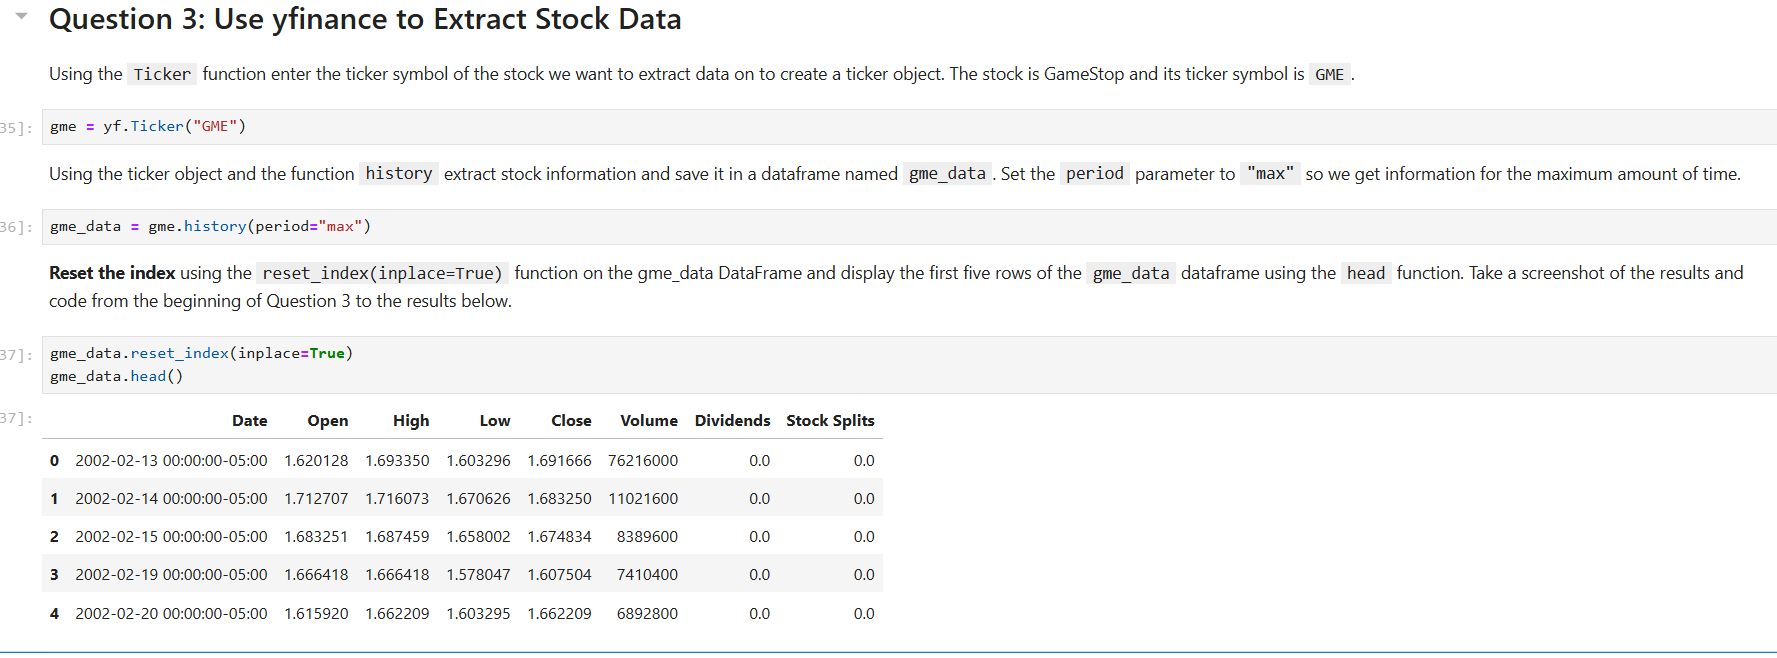 Question 3: Use yfinance to Extract Stock Data
Using the Ticker function enter the ticker symbol of the stock we want to extract data on to create a ticker object. The stock is GameStop and its ticker symbol is GME .
35]: gme = yf.Ticker("GME")
Using the ticker object and the function history extract stock information and save it in a dataframe named gme_data . Set the period parameter to "max" so we get information for the maximum amount of time.
36]: gme_data = gme.history(period="max")
Reset the index using the reset_index(inplace=True) function on the gme_data DataFrame and display the first five rows of the gme_data dataframe using the head function. Take a screenshot of the results and
code from the beginning of Question 3 to the results below.
37]: gme_data.reset_index(inplace=True)
gme_data.head()
37]: Date Open High Low Close Volume Dividends Stock Splits
0 2002-02-13 00:00:00-05:00 1.620128 1.693350 1.603296 1.691666 76216000 0.0 0.0
1 2002-02-14 00:00:00-05:00 1.712707 1.716073 1.670626 1.683250 11021600 0.0 0.0
2 2002-02-15 00:00:00-05:00 1.683251 1.687459 1.658002 1.674834 8389600 0.0 0.0
3 2002-02-19 00:00:00-05:00 1.666418 1.666418 1.578047 1.607504 7410400 0.0 0.0
4 2002-02-20 00:00:00-05:00 1.615920 1.662209 1.603295 1.662209 6892800 0.0 0.0